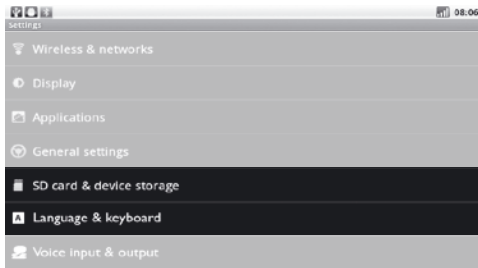 08:06
Settings
Wireless & networks
Display
Applications
General settings
SD card & device storage
Language & keyboard
Voice input & output